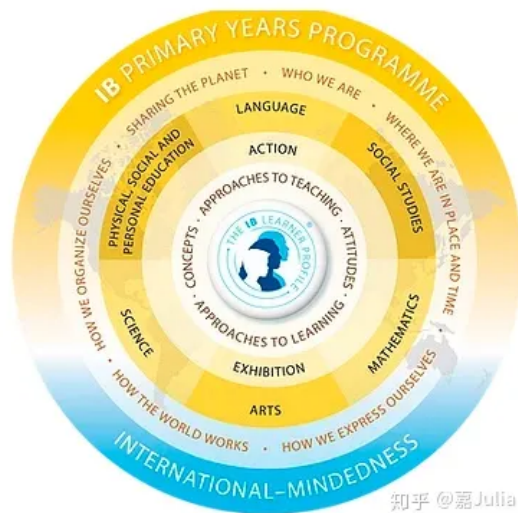 IB PRIMARY YEARS PROGRAMME
SHARING THE PLANET • WHO WE ARE • WHERE WE ARE IN PLACE AND TIME • HOW WE EXPRESS OURSELVES • HOW THE WORLD WORKS • HOW WE ORGANIZE OURSELVES •
LANGUAGE
SOCIAL STUDIES
MATHEMATICS
ARTS
SCIENCE
PHYSICAL, SOCIAL AND
PERSONAL EDUCATION
ACTION
EXHIBITION
APPROACHES TO TEACHING • ATTITUDES • APPROACHES TO LEARNING • CONCEPTS •
THE IB LEARNER PROFILE ®
INTERNATIONAL-MINDEDNESS
知乎 @嘉Julia